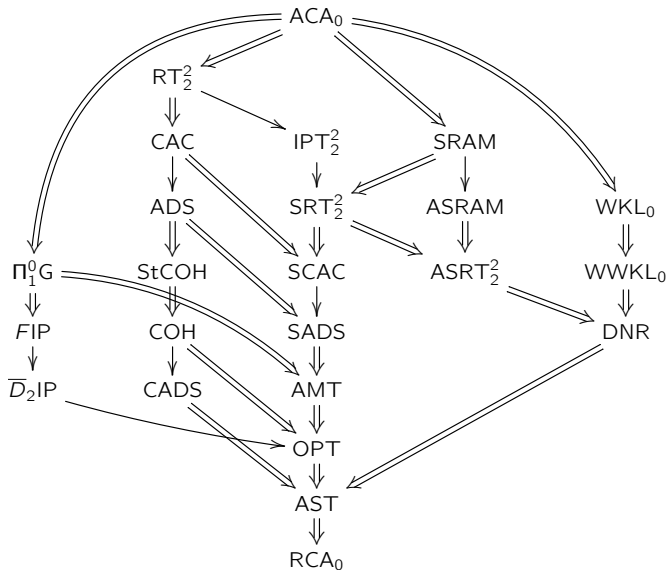 ACA₀
RT²₂
CAC IPT²₂ SRAM
ADS SRT²₂ ASRAM WKL₀
Π⁰₁G StCOH SCAC ASRT²₂ WWKL₀
FIP COH SADS DNR
D̅₂IP CADS AMT
OPT
AST
RCA₀